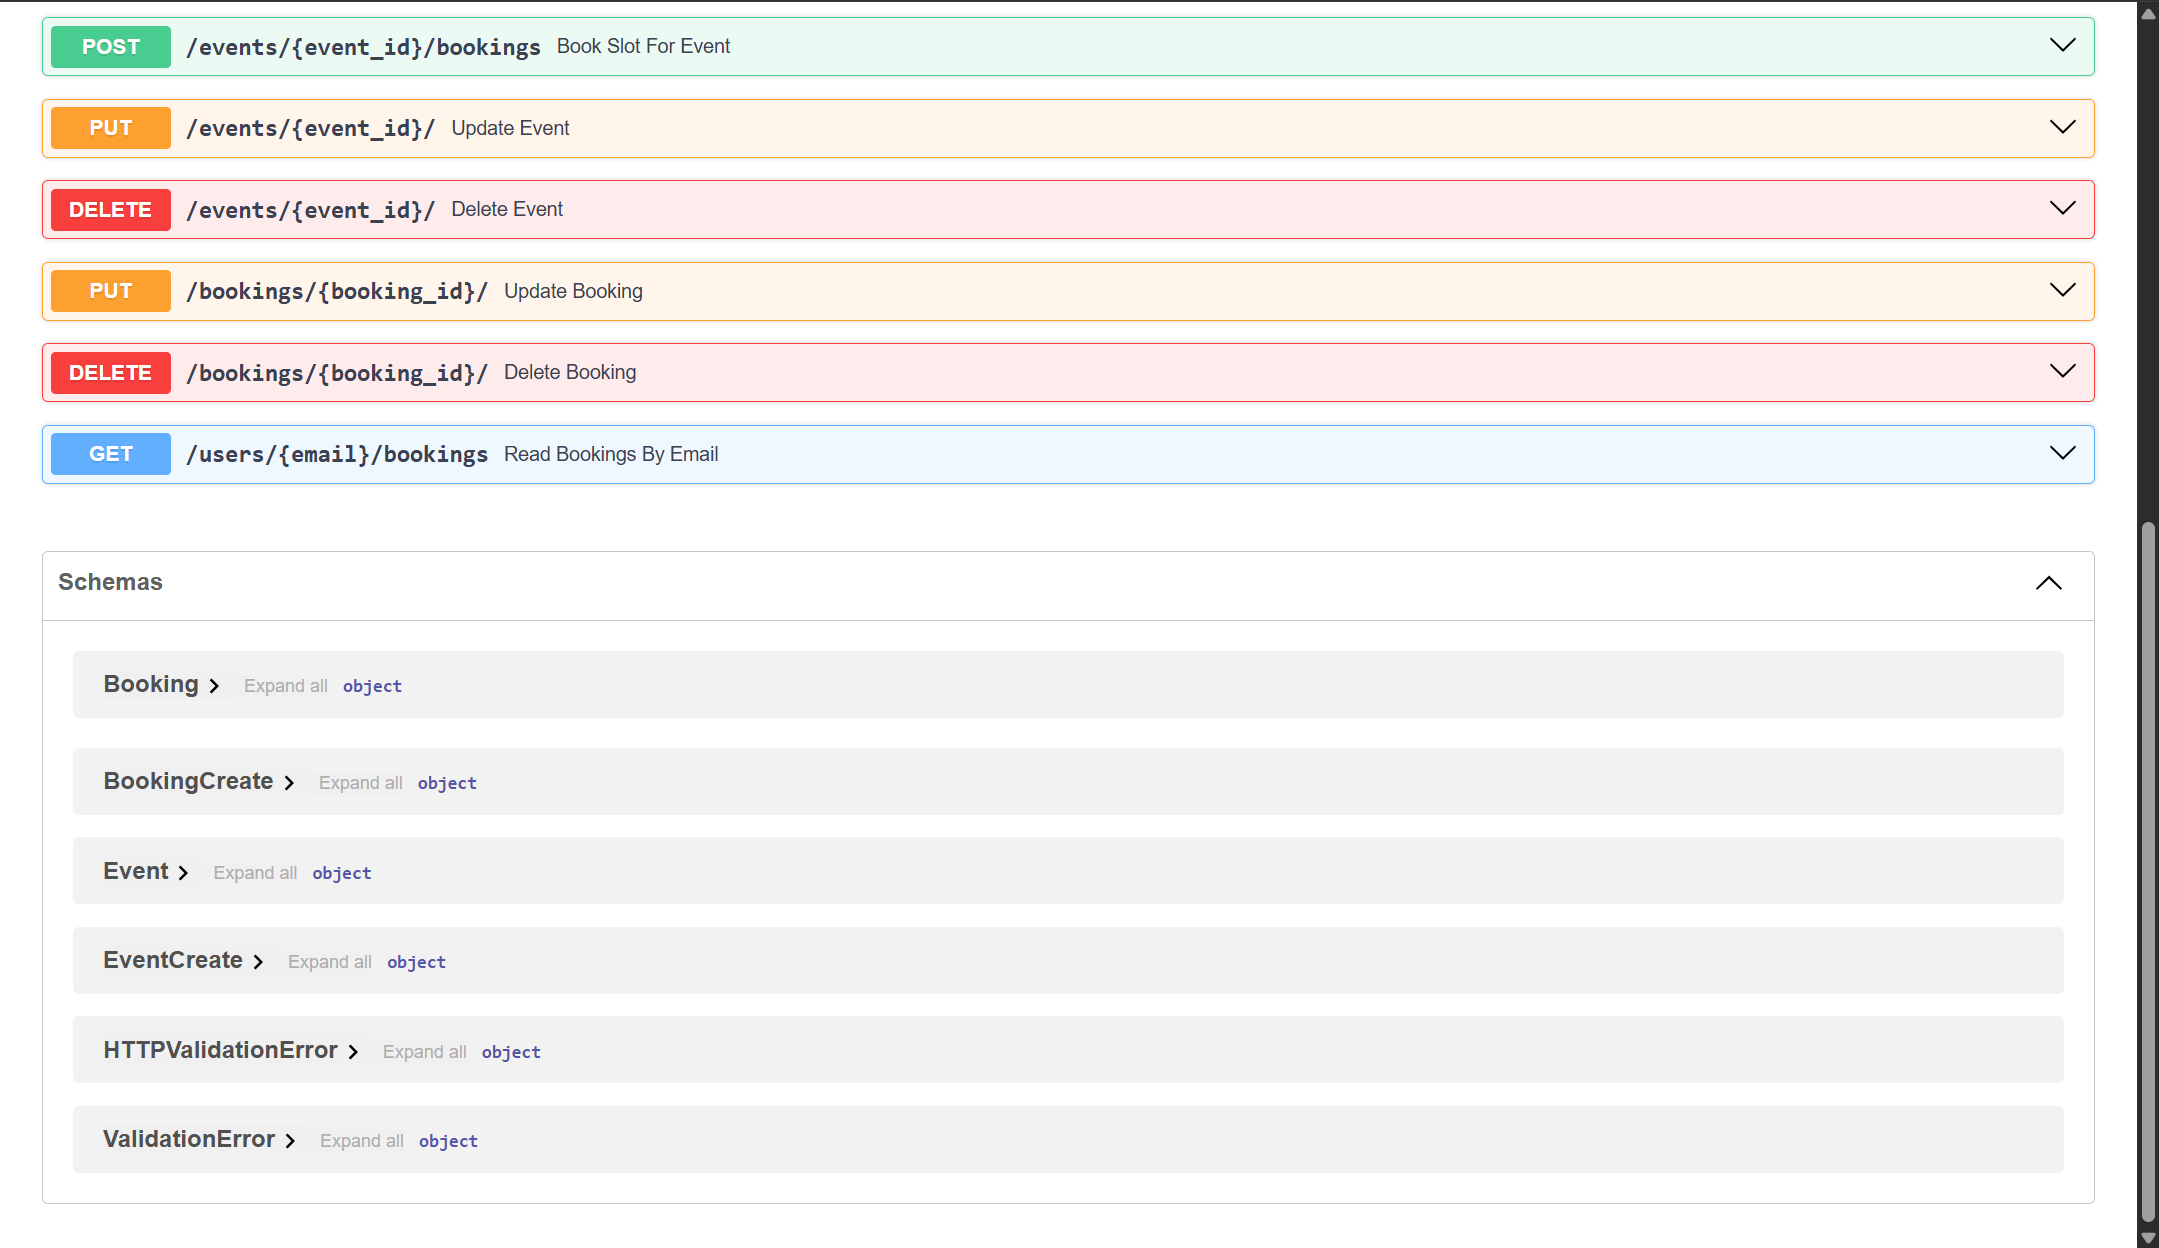 POST /events/{event_id}/bookings Book Slot For Event
PUT /events/{event_id}/ Update Event
DELETE /events/{event_id}/ Delete Event
PUT /bookings/{booking_id}/ Update Booking
DELETE /bookings/{booking_id}/ Delete Booking
GET /users/{email}/bookings Read Bookings By Email
Schemas
Booking Expand all object
BookingCreate Expand all object
Event Expand all object
EventCreate Expand all object
HTTPValidationError Expand all object
ValidationError Expand all object